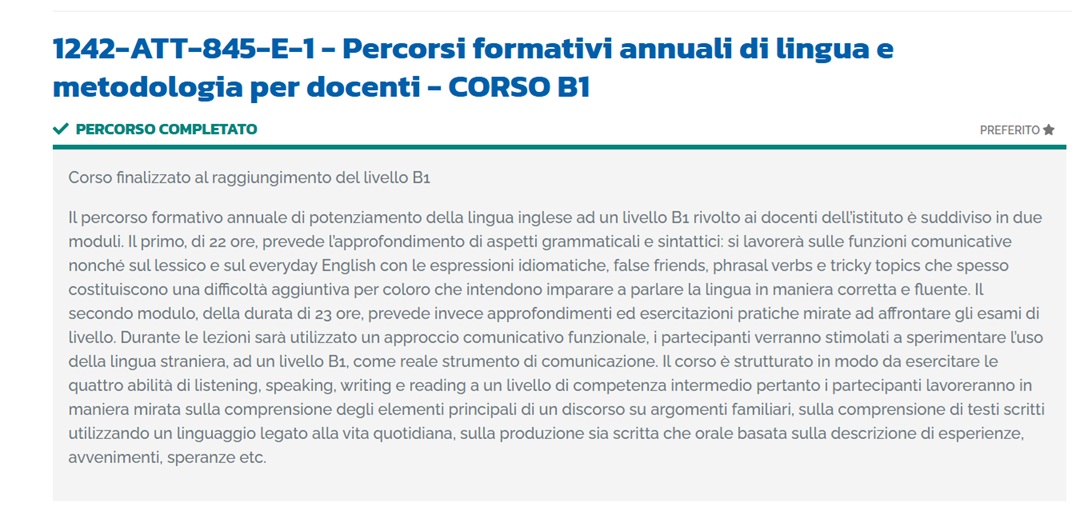 1242-ATT-845-E-1 - Percorsi formativi annuali di lingua e
metodologia per docenti - CORSO B1
PERCORSO COMPLETATO
PREFERITO
Corso finalizzato al raggiungimento del livello B1
Il percorso formativo annuale di potenziamento della lingua inglese ad un livello B1 rivolto ai docenti dell'istituto è suddiviso in due
moduli. Il primo, di 22 ore, prevede l'approfondimento di aspetti grammaticali e sintattici: si lavorerà sulle funzioni comunicative
nonché sul lessico e sul everyday English con le espressioni idiomatiche, false friends, phrasal verbs e tricky topics che spesso
costituiscono una difficoltà aggiuntiva per coloro che intendono imparare a parlare la lingua in maniera corretta e fluente. Il
secondo modulo, della durata di 23 ore, prevede invece approfondimenti ed esercitazioni pratiche mirate ad affrontare gli esami di
livello. Durante le lezioni sarà utilizzato un approccio comunicativo funzionale, i partecipanti verranno stimolati a sperimentare l'uso
della lingua straniera, ad un livello B1, come reale strumento di comunicazione. Il corso è strutturato in modo da esercitare le
quattro abilità di listening, speaking, writing e reading a un livello di competenza intermedio pertanto i partecipanti lavoreranno in
maniera mirata sulla comprensione degli elementi principali di un discorso su argomenti familiari, sulla comprensione di testi scritti
utilizzando un linguaggio legato alla vita quotidiana, sulla produzione sia scritta che orale basata sulla descrizione di esperienze,
avvenimenti, speranze etc.